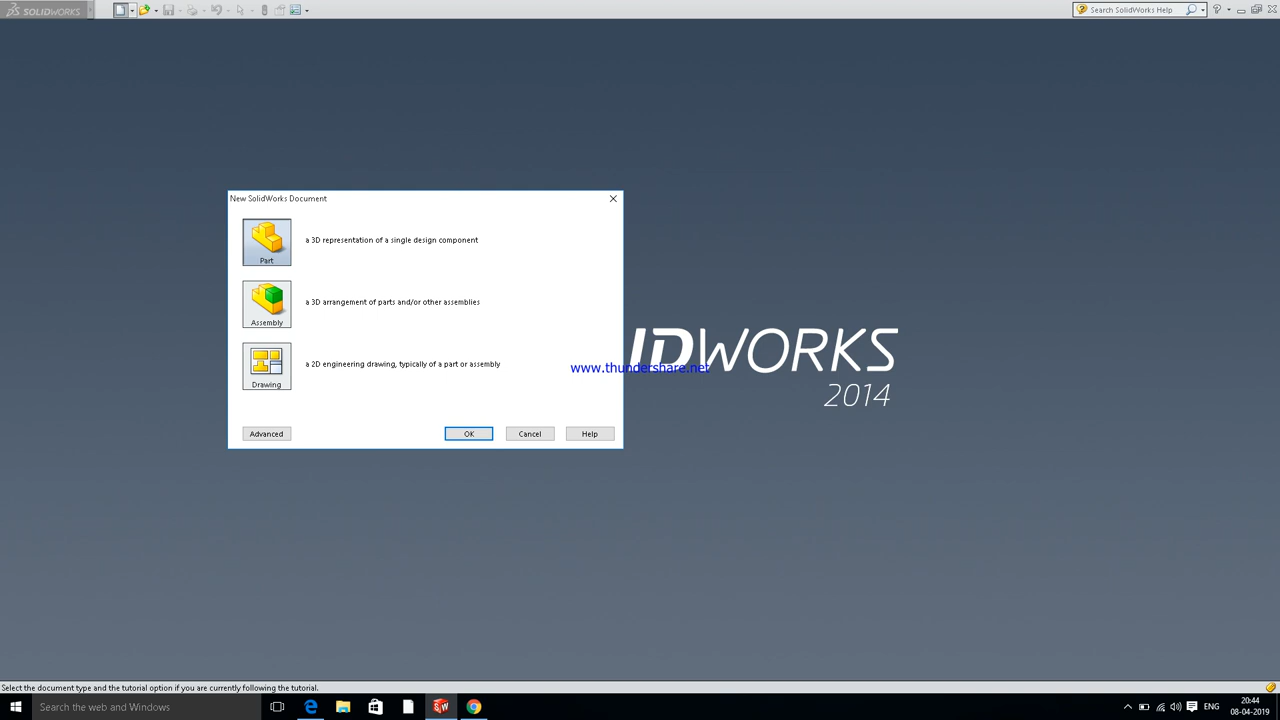 SOLIDWORKS
Search SolidWorks Help
New SolidWorks Document
Part
a 3D representation of a single design component
Assembly
a 3D arrangement of parts and/or other assemblies
Drawing
a 2D engineering drawing, typically of a part or assembly
Advanced
OK
Cancel
Help
IDWORKS
2014
www.thundershare.net
Select the document type and the tutorial option if you are currently following the tutorial.
Search the web and Windows
ENG
20:44
08-04-2019